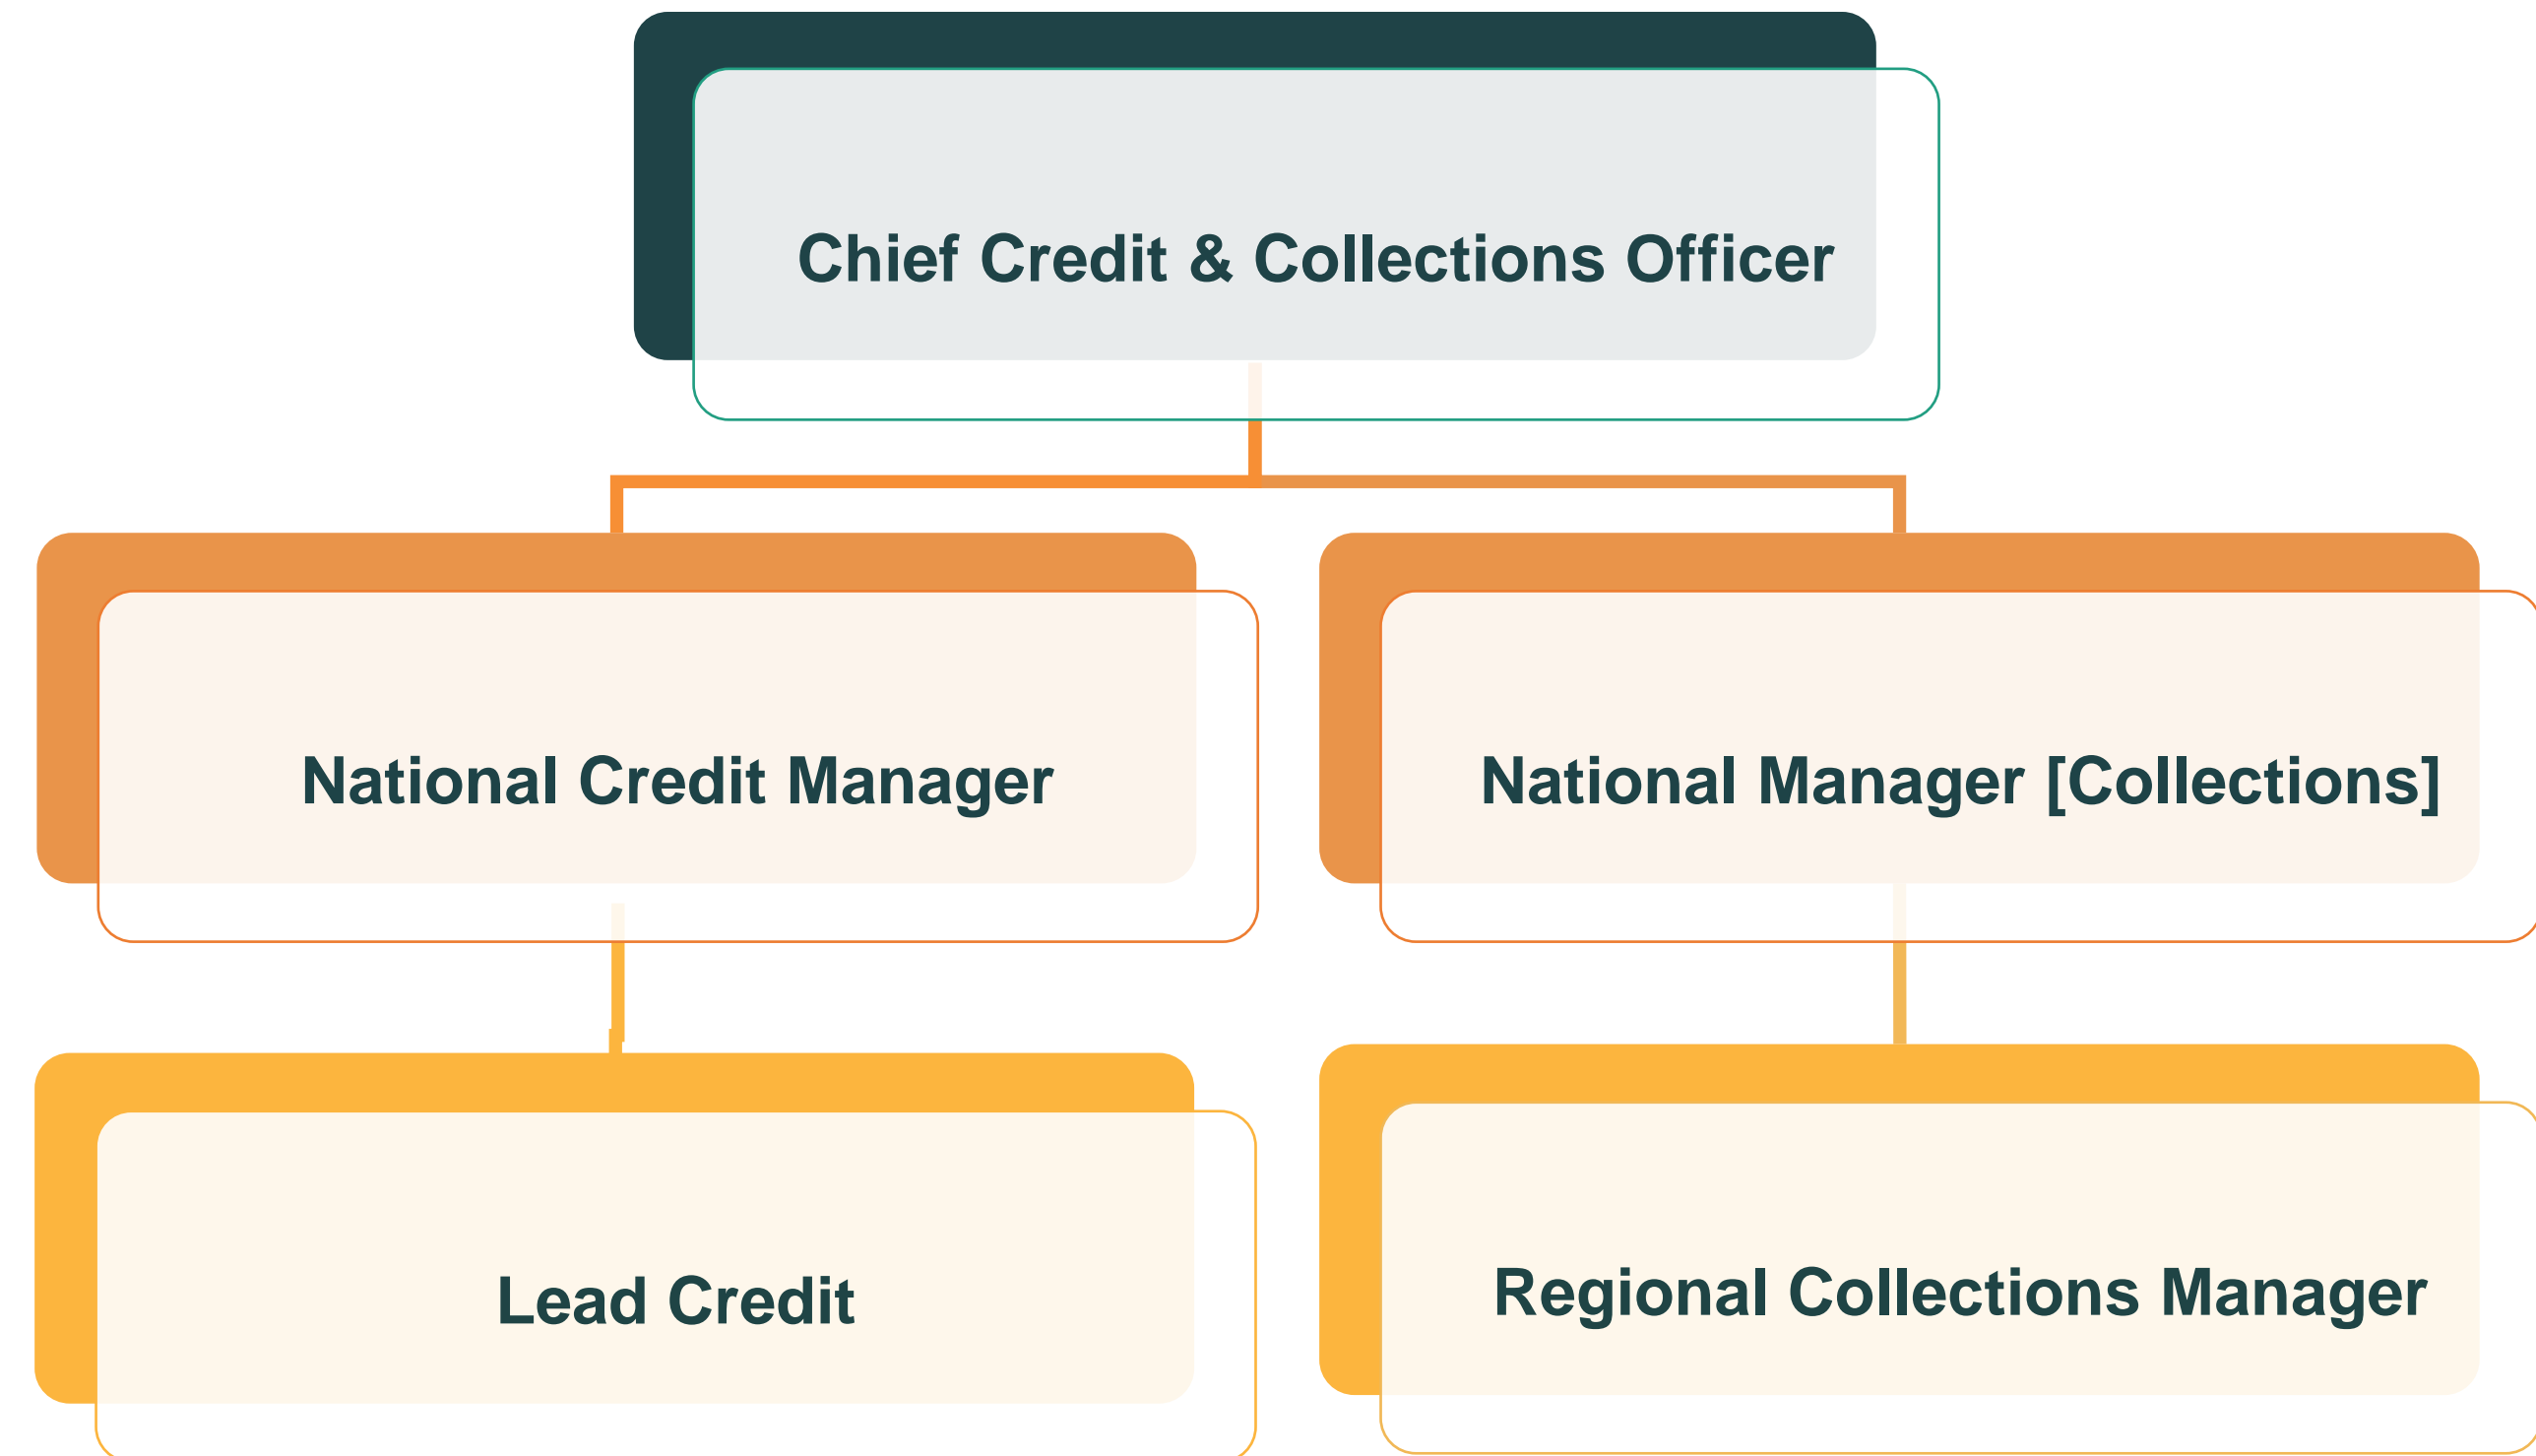 Chief Credit & Collections Officer
National Credit Manager
National Manager [Collections]
Lead Credit
Regional Collections Manager